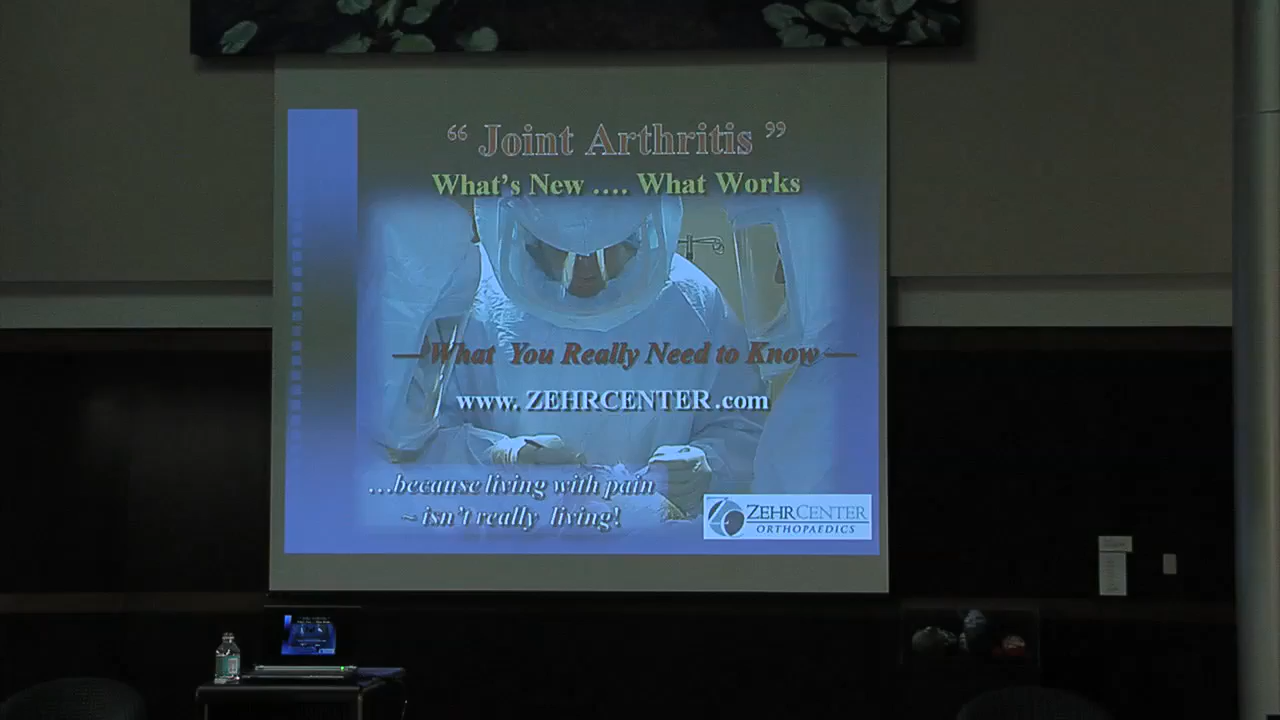 “ Joint Arthritis ”
What's New .... What Works
—What You Really Need to Know—
www. ZEHRCENTER .com
...because living with pain
~ isn't really living!
ZEHRCENTER
ORTHOPAEDICS